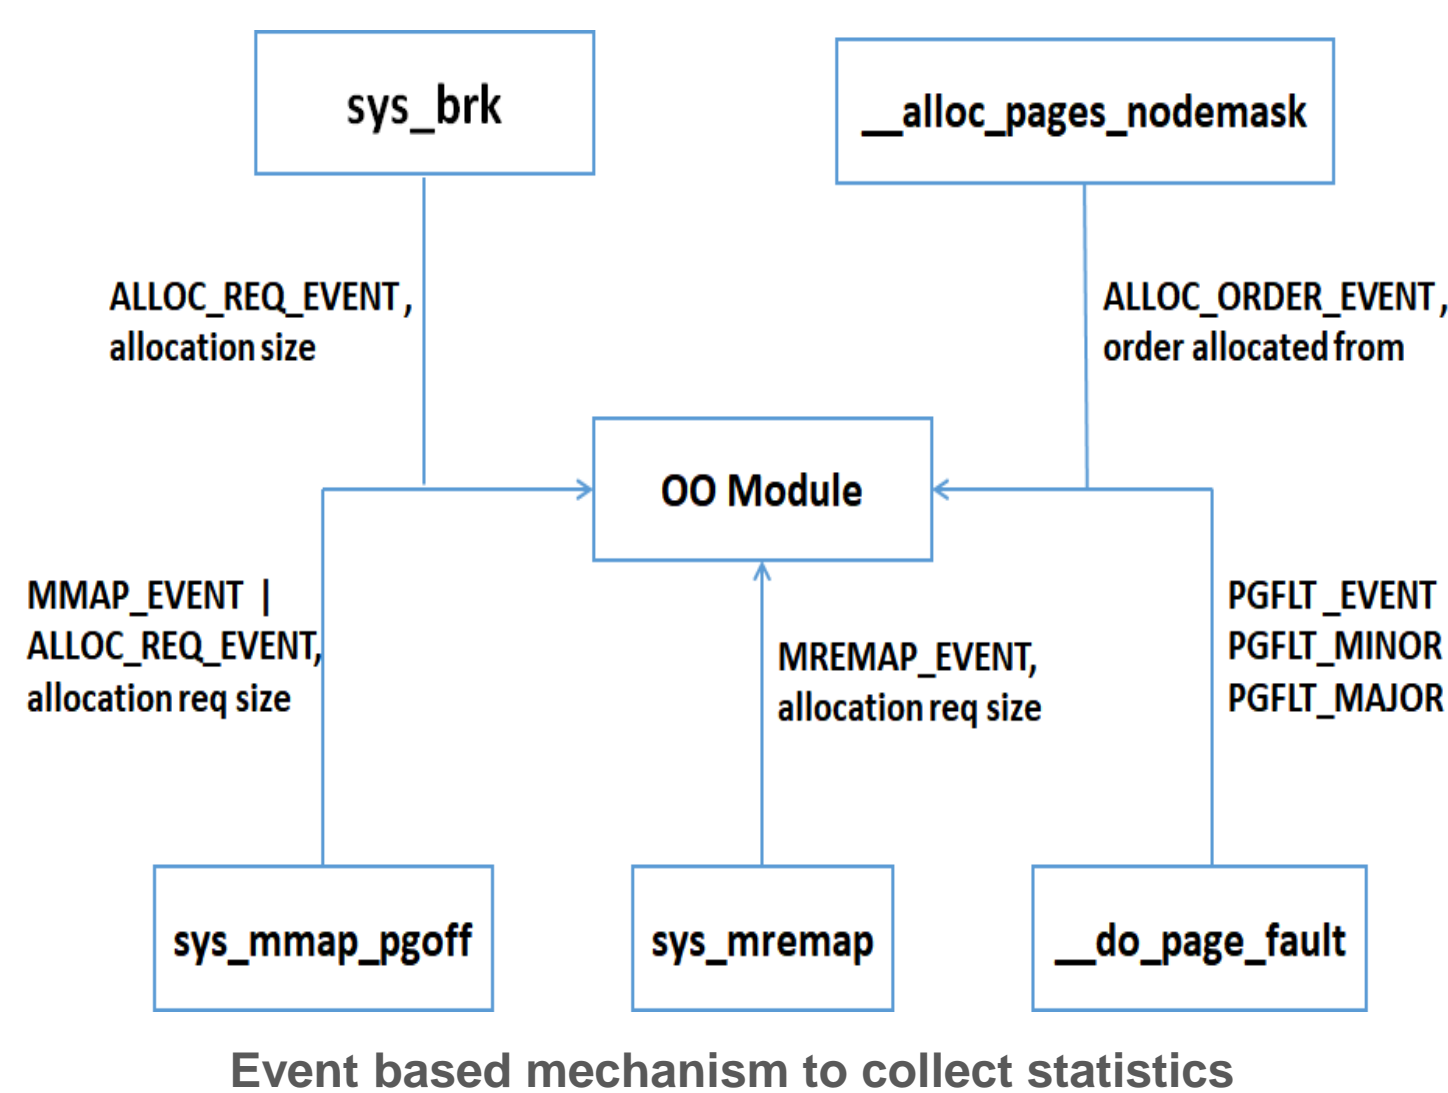 sys_brk
__alloc_pages_nodemask
ALLOC_REQ_EVENT,
allocation size
ALLOC_ORDER_EVENT,
order allocated from
OO Module
MMAP_EVENT |
ALLOC_REQ_EVENT,
allocation req size
MREMAP_EVENT,
allocation req size
PGFLT_EVENT
PGFLT_MINOR
PGFLT_MAJOR
sys_mmap_pgoff
sys_mremap
__do_page_fault
Event based mechanism to collect statistics